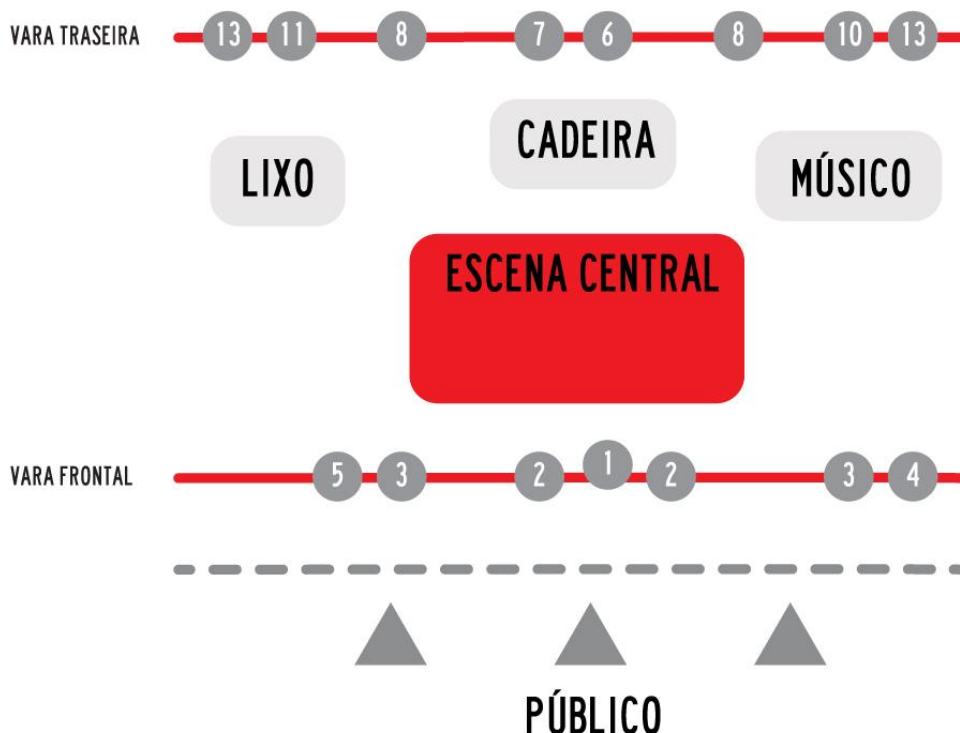 VARA TRASEIRA 13 11 8 7 6 8 10 13
CADEIRA
LIXO
MÚSICO
ESCENA CENTRAL
VARA FRONTAL 5 3 2 1 2 3 4
PÚBLICO